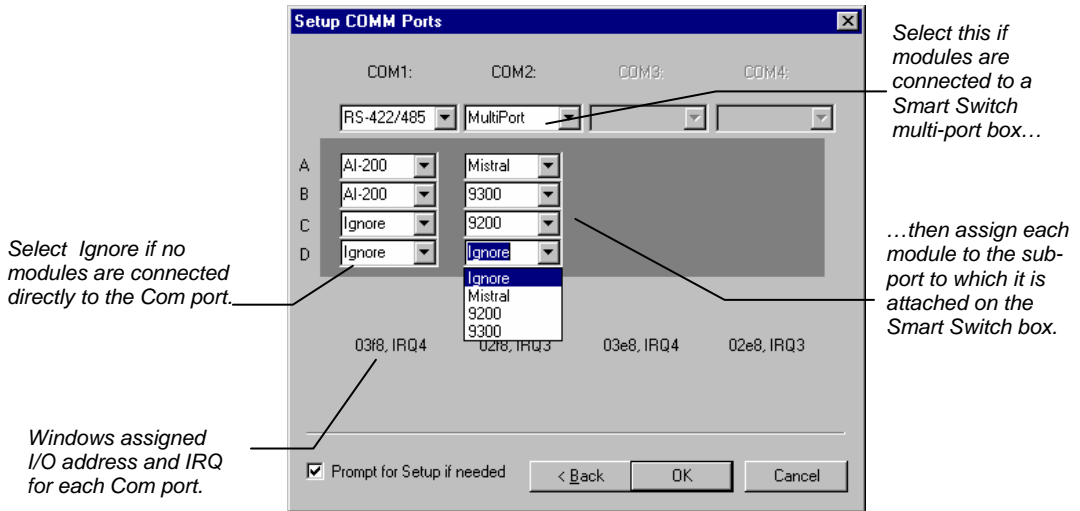 Setup COMM Ports
COM1: COM2: COM3: COM4:
RS-422/485 MultiPort
A AI-200 Mistral
B AI-200 9300
C Ignore 9200
D Ignore Ignore
Ignore
Mistral
9200
9300
03f8, IRQ4 02f8, IRQ3 03e8, IRQ4 02e8, IRQ3
Prompt for Setup if needed < Back OK Cancel
Select this if
modules are
connected to a
Smart Switch
multi-port box…
…then assign each
module to the sub-
port to which it is
attached on the
Smart Switch box.
Select Ignore if no
modules are connected
directly to the Com port.
Windows assigned
I/O address and IRQ
for each Com port.